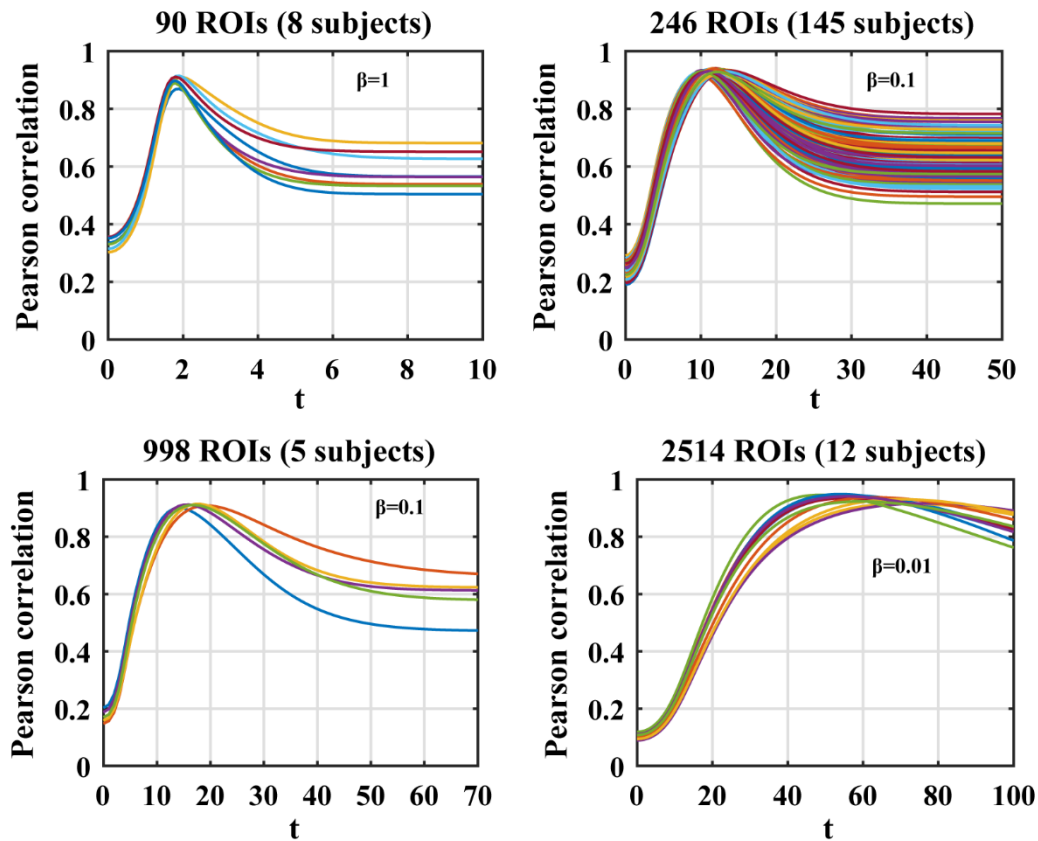 90 ROIs (8 subjects)
Pearson correlation
1
0.8
0.6
0.4
0.2
0
β=1
0 2 4 6 8 10
t
246 ROIs (145 subjects)
Pearson correlation
1
0.8
0.6
0.4
0.2
0
β=0.1
0 10 20 30 40 50
t
998 ROIs (5 subjects)
Pearson correlation
1
0.8
0.6
0.4
0.2
0
β=0.1
0 10 20 30 40 50 60 70
t
2514 ROIs (12 subjects)
Pearson correlation
1
0.8
0.6
0.4
0.2
0
β=0.01
0 20 40 60 80 100
t